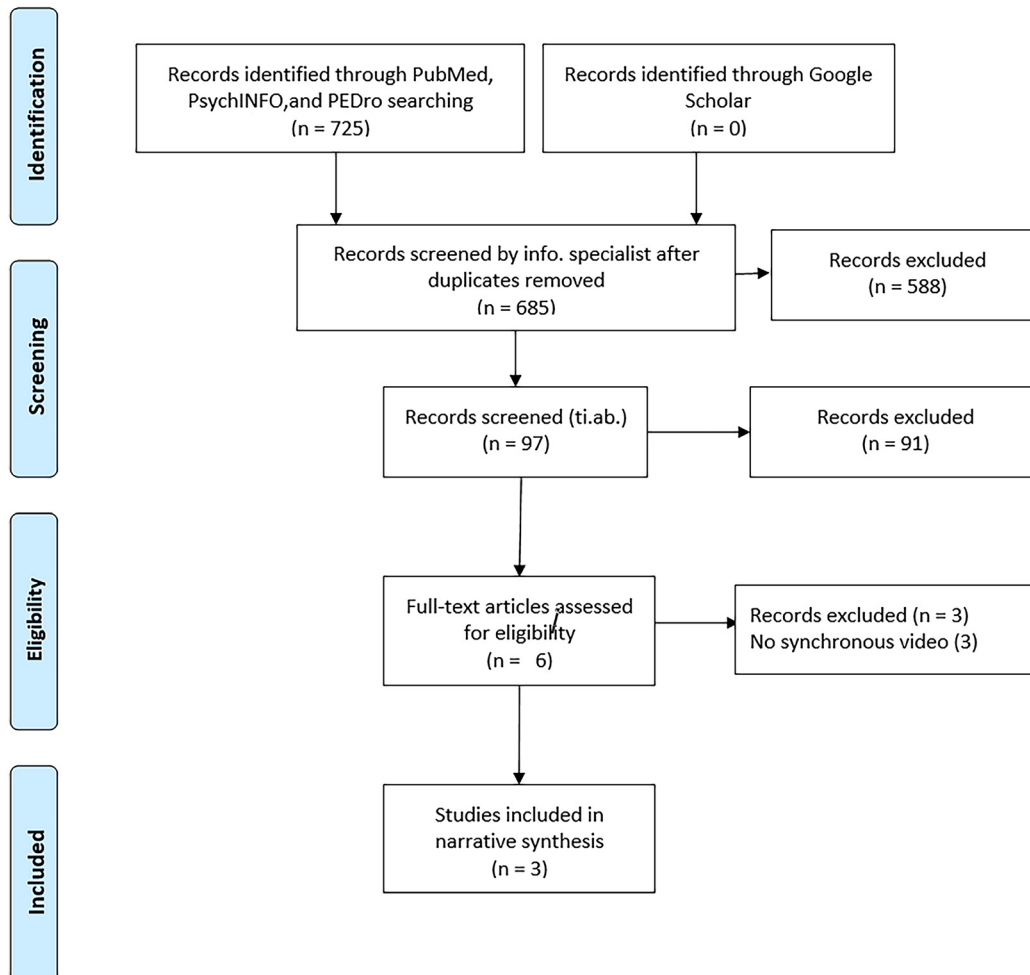 Identification
Records identified through PubMed,
PsychINFO,and PEDro searching
(n = 725)
Records identified through Google
Scholar
(n = 0)
Records screened by info. specialist after
duplicates removed
(n = 685)
Records excluded
(n = 588)
Screening
Records screened (ti.ab.)
(n = 97)
Records excluded
(n = 91)
Eligibility
Full-text articles assessed
for eligibility
(n =   6)
Records excluded (n = 3)
No synchronous video (3)
Included
Studies included in
narrative synthesis
(n = 3)